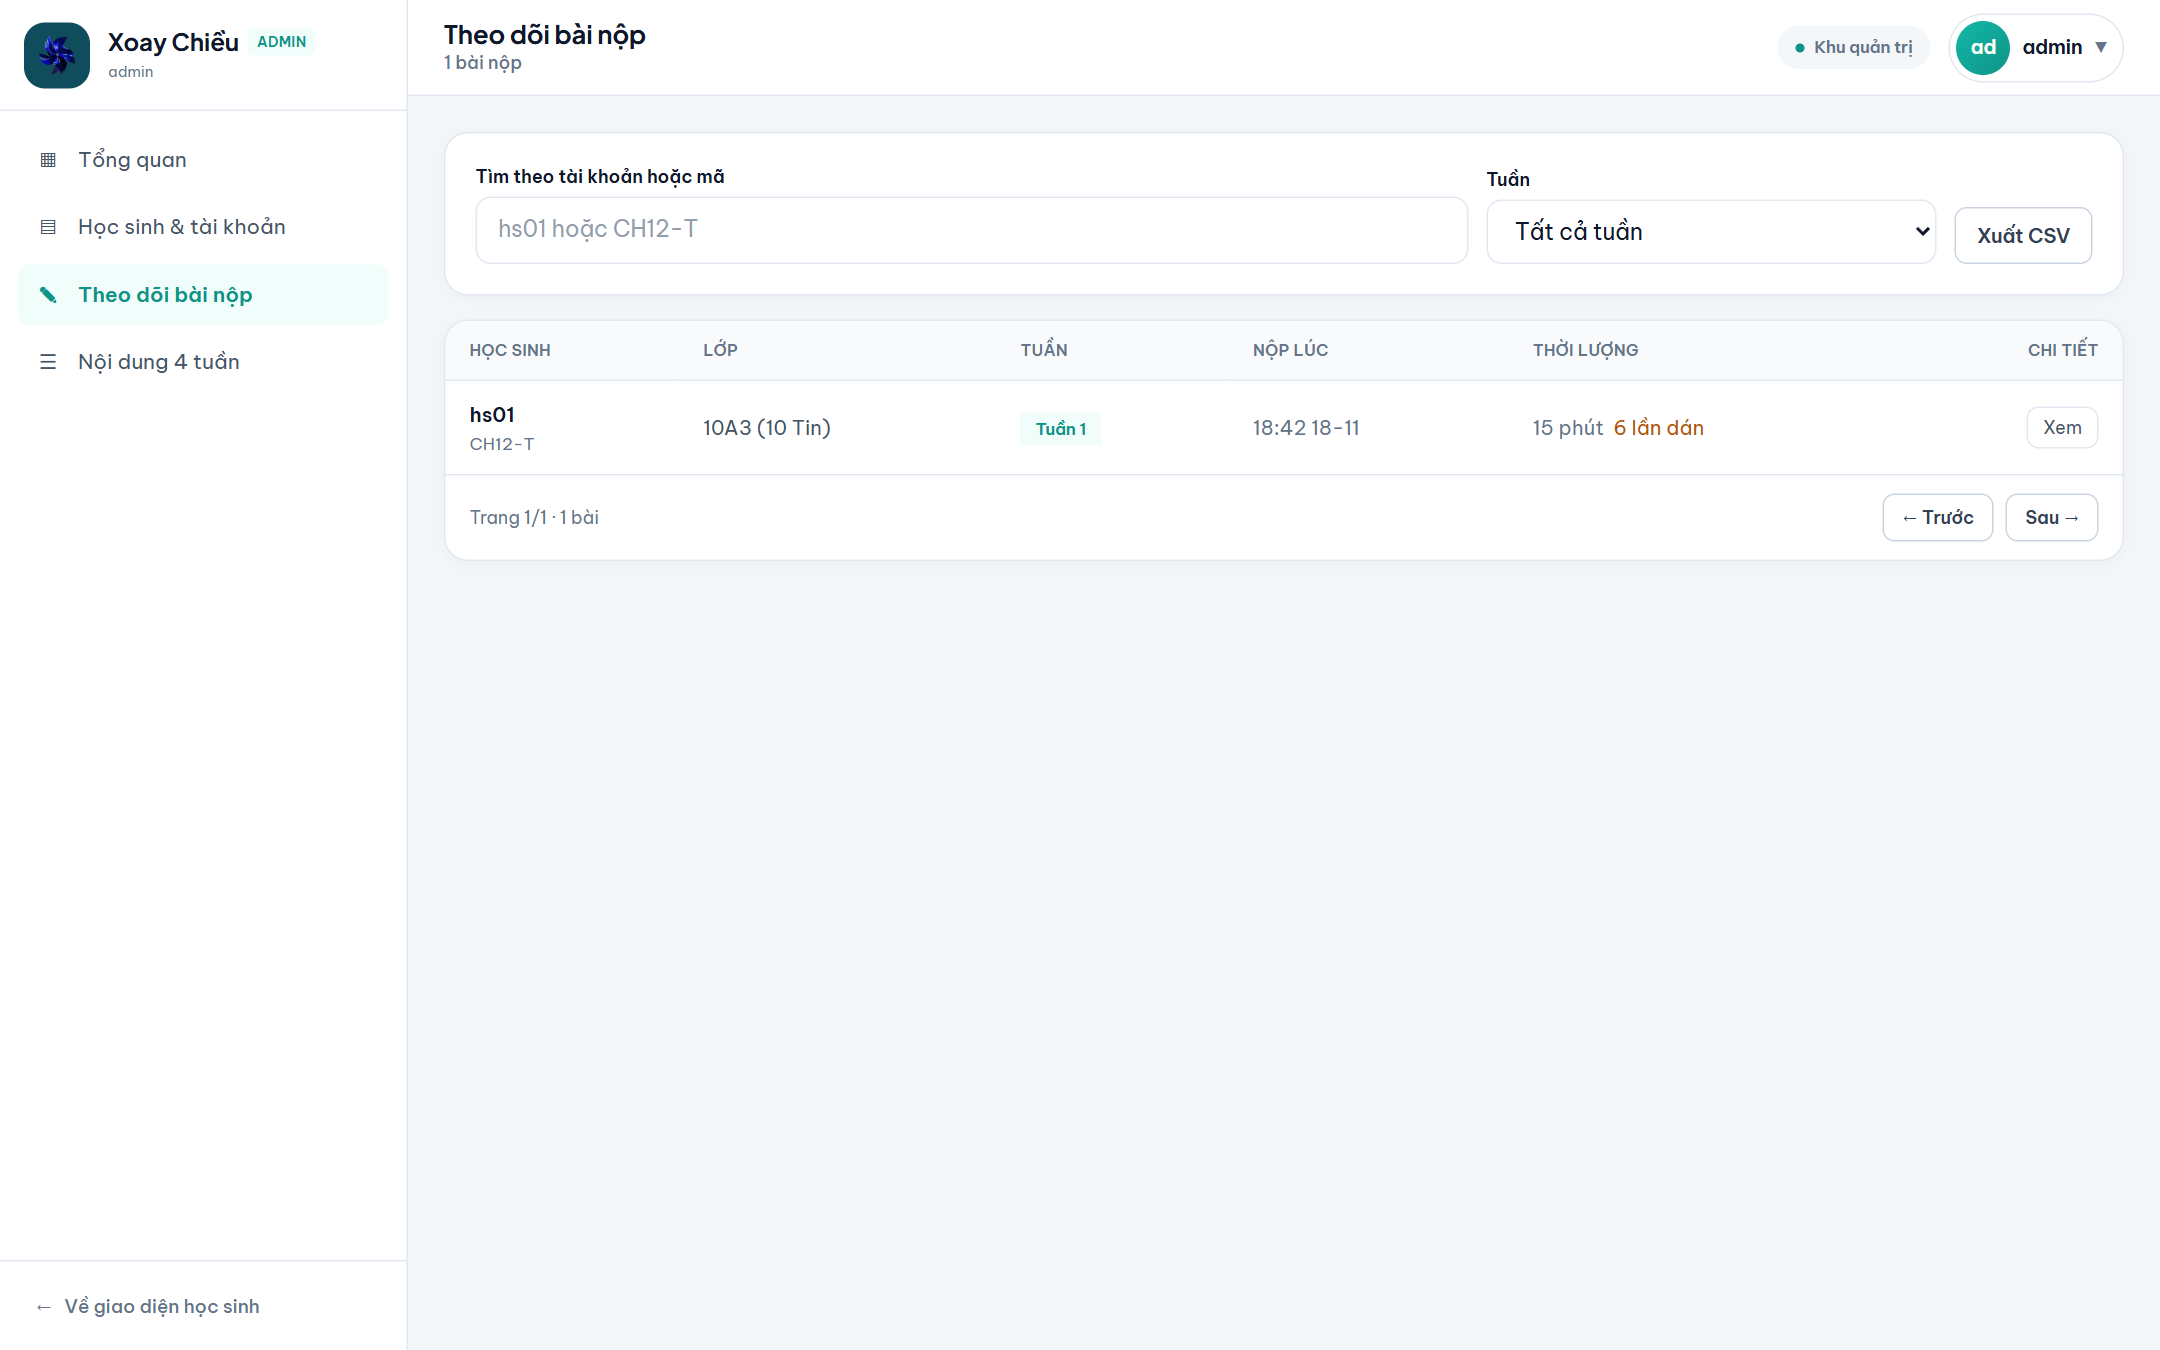 Xoay Chiều ADMIN
admin
Tổng quan
Học sinh & tài khoản
Theo dõi bài nộp
Nội dung 4 tuần
← Về giao diện học sinh
Theo dõi bài nộp
1 bài nộp
Khu quản trị
ad admin ▼
Tìm theo tài khoản hoặc mã
hs01 hoặc CH12-T
Tuần
Tất cả tuần
Xuất CSV
HỌC SINH LỚP TUẦN NỘP LÚC THỜI LƯỢNG CHI TIẾT
hs01
CH12-T
10A3 (10 Tin) Tuần 1 18:42 18-11 15 phút 6 lần dán Xem
Trang 1/1 · 1 bài
← Trước Sau →